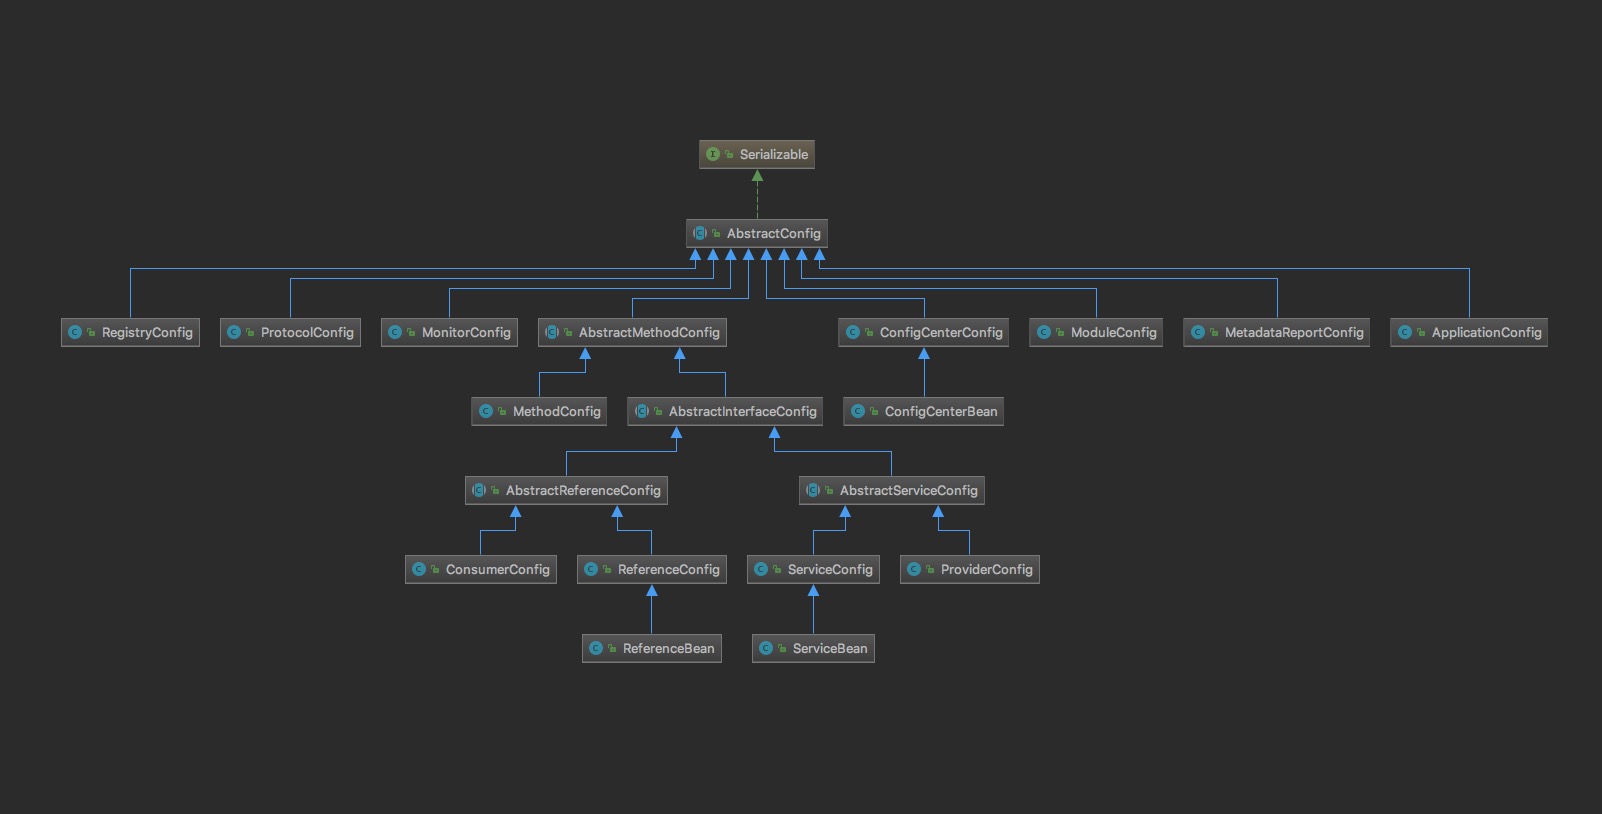 Serializable
AbstractConfig
RegistryConfig
ProtocolConfig
MonitorConfig
AbstractMethodConfig
ConfigCenterConfig
ModuleConfig
MetadataReportConfig
ApplicationConfig
MethodConfig
AbstractInterfaceConfig
ConfigCenterBean
AbstractReferenceConfig
AbstractServiceConfig
ConsumerConfig
ReferenceConfig
ServiceConfig
ProviderConfig
ReferenceBean
ServiceBean